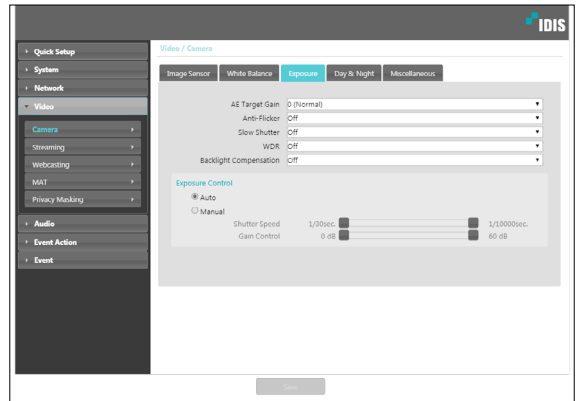 IDIS
Quick Setup
System
Network
Video
Camera
Streaming
Webcasting
MAT
Privacy Masking
Audio
Event Action
Event
Video / Camera
Image Sensor White Balance Exposure Day & Night Miscellaneous
AE Target Gain 0 (Normal)
Anti-Flicker Off
Slow Shutter Off
WDR Off
Backlight Compensation Off
Exposure Control
Auto
Manual
Shutter Speed 1/30sec. 1/10000sec.
Gain Control 0 dB 60 dB
Save